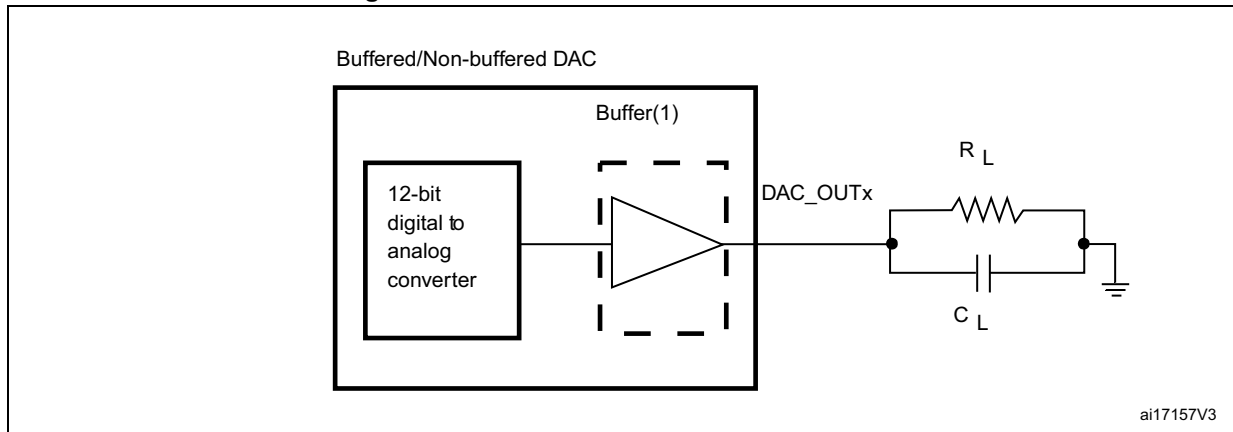 Buffered/Non-buffered DAC
Buffer(1)
12-bit
digital to
analog
converter
DAC_OUTx
R L
C L
ai17157V3